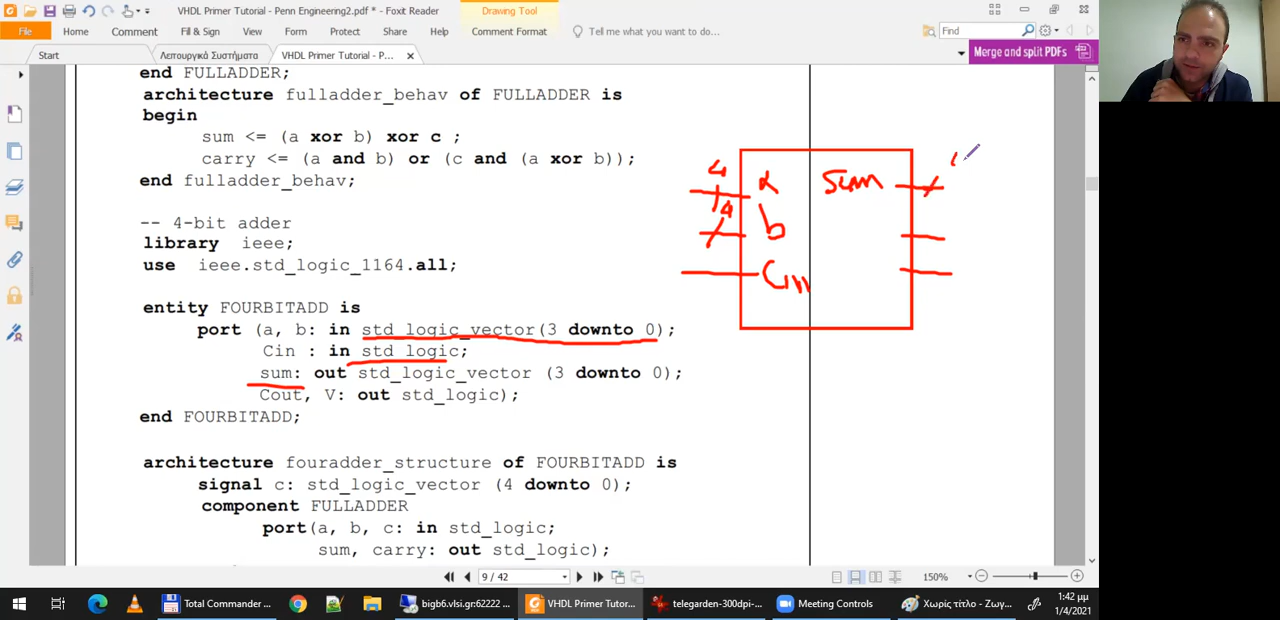 VHDL Primer Tutorial - Penn Engineering2.pdf * - Foxit Reader
Drawing Tool
File
Home
Comment
Fill & Sign
View
Form
Protect
Share
Help
Comment Format
Tell me what you want to do...
Find
Start
Λειτουργικά Συστήματα
VHDL Primer Tutorial - P...
Merge and split PDFs
end FULLADDER;
architecture fulladder_behav of FULLADDER is
begin
sum <= (a xor b) xor c ;
carry <= (a and b) or (c and (a xor b));
end fulladder_behav;
-- 4-bit adder
library ieee;
use ieee.std_logic_1164.all;
entity FOURBITADD is
port (a, b: in std_logic_vector(3 downto 0);
Cin : in std_logic;
sum: out std_logic_vector (3 downto 0);
Cout, V: out std_logic);
end FOURBITADD;
architecture fouradder_structure of FOURBITADD is
signal c: std_logic_vector (4 downto 0);
component FULLADDER
port(a, b, c: in std_logic;
sum, carry: out std_logic);
4 a Sum
4 b
Cin
9 / 42
150%
Total Commander ...
bigb6.vlsi.gr:62222 ...
VHDL Primer Tutor...
telegarden-300dpi-...
Meeting Controls
Χωρίς τίτλο - Ζωγ...
1:42 μμ
1/4/2021